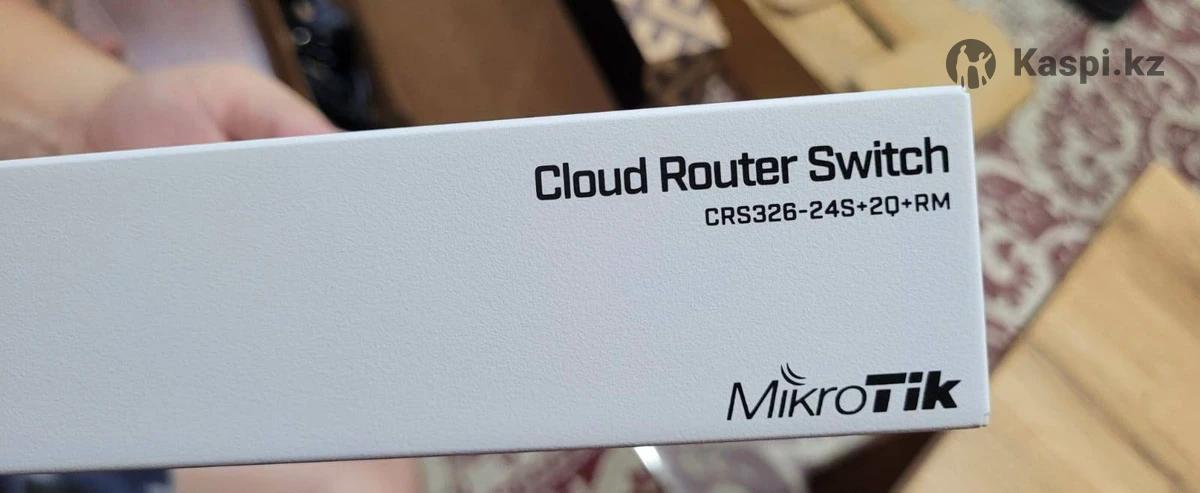 Kaspi.kz
Cloud Router Switch
CRS326-24S+2Q+RM
MikroTik